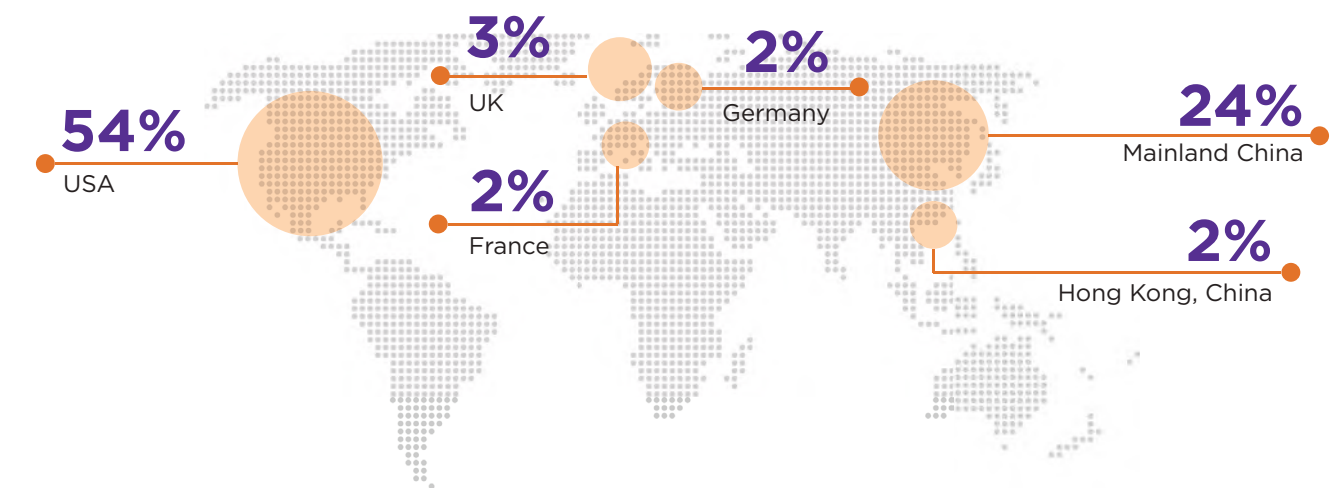 54%
USA
3%
UK
2%
France
2%
Germany
24%
Mainland China
2%
Hong Kong, China